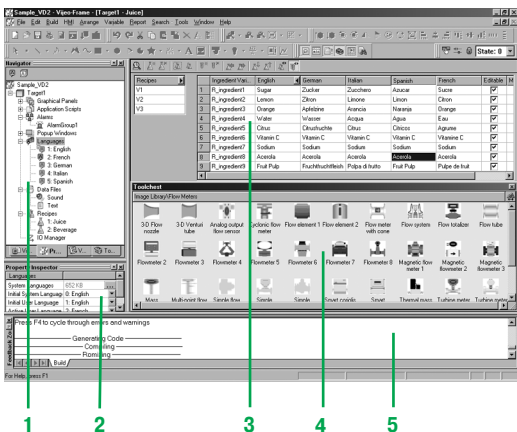 Sample_VD2 - Vijeo-Frame - [Target1 - Juice]
File Edit Build HMI Arrange Variable Report Search Tools Window Help
State: 0
Navigator
Sample_VD2
Target1
Graphical Panels
Application Scripts
Alarms
AlarmGroup1
Popup Windows
Languages
1: English
2: French
3: German
4: Italian
5: Spanish
Data Files
Sound
Text
Recipes
1: Juice
2: Beverage
IO Manager
Recipes
V1
V2
V3
Ingredient Vari... English German Italian Spanish French Editable M
1 R_ingredient1 Sugar Zucker Zucchero Azucar Sucre
2 R_ingredient2 Lemon Zitron Limone Limon Citron
3 R_ingredient3 Orange Apfelsine Arancia Naranja Orange
4 R_ingredient4 Water Wasser Acqua Agua Eau
5 R_ingredient5 Citrus Citrusfruchte Citrus Citricos Agrume
6 R_ingredient6 Vitamin C Vitamin C Vitamin C Vitamin C Vitamin C
7 R_ingredient7 Sodium Sodium Sodium Sodium Sodium
8 R_ingredient8 Acerola Acerola Acerola Acerola Acerola
9 R_ingredient9 Fruit Pulp Fruchtfruchtfleish Polpa di fruito Fruit Pulp Pulpe de fruit
Toolchest
Image Library\Flow Meters
3-D Flow nozzle
3-D Venturi tube
Analog output flow sensor
Cyclonic flow meter
Flow element 1
Flow element 2
Flow meter with cone
Flow system
Flow totalizer
Flow tube
Flowmeter 2
Flowmeter 3
Flowmeter 4
Flowmeter 5
Flowmeter 6
Flowmeter 7
Flowmeter 8
Magnetic flow meter 1
Magnetic flowmeter 2
Magnetic flowmeter 3
Mass
Multi-point flow
Simple flow
Simple
Simple
Smart coriolis
Smart
Thermal mass
Turbine meter
Turbine meter
Property Inspector
Languages
System Languages 652 KB
Initial System Language 0: English
Initial User Language 1: English
Active User Language 2: French
Feedback Zo
Press F4 to cycle through errors and warnings
Generating Code
Compiling
Romizing
Build
For Help, press F1
1 2 3 4 5